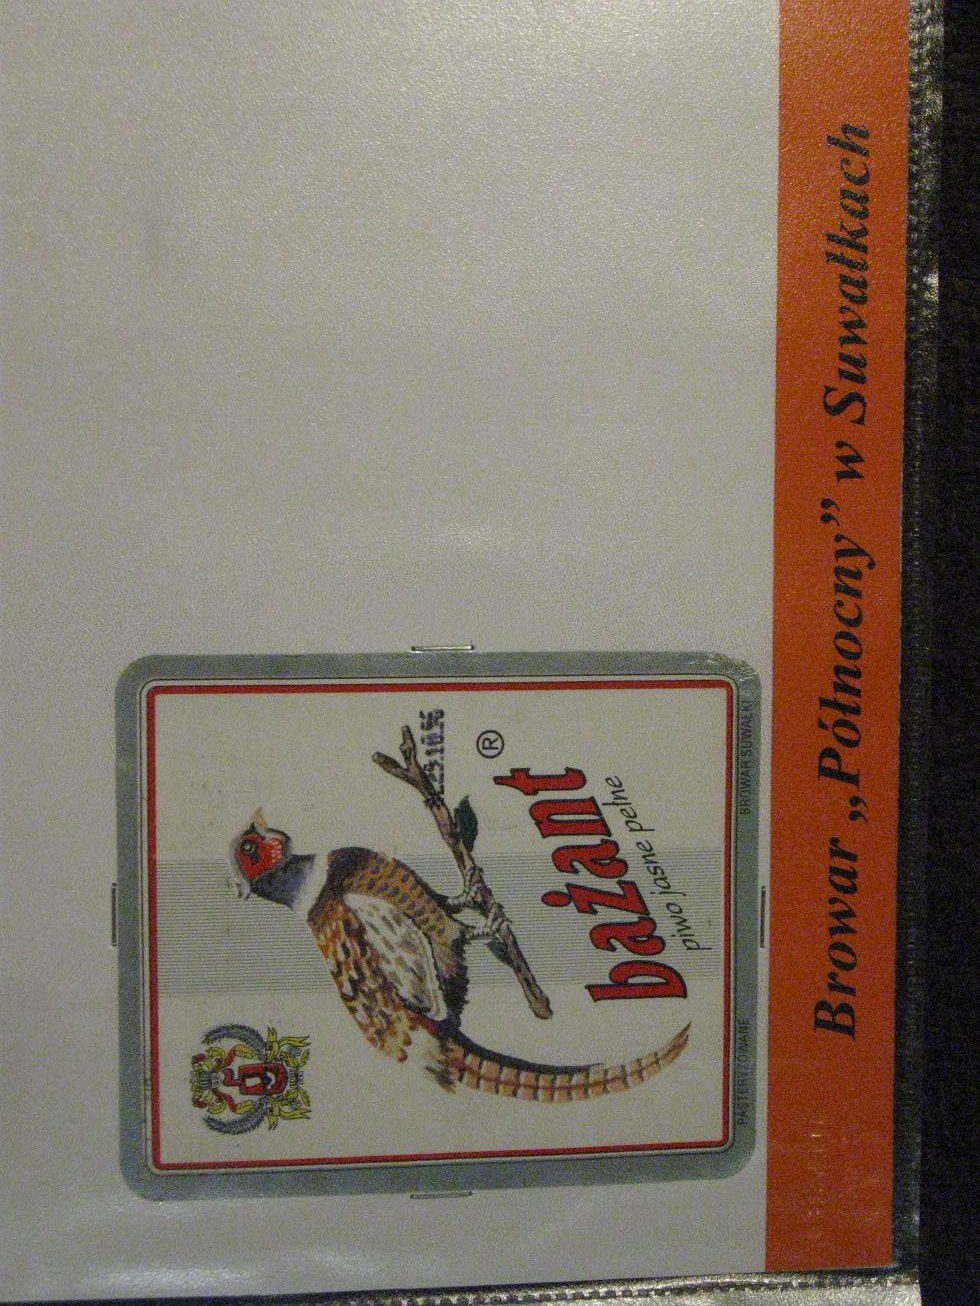 Browar „Północny” w Suwałkach
®
bażant
piwo jasne pełne
PASTERYZOWANE
BROWAR SUWAŁKI